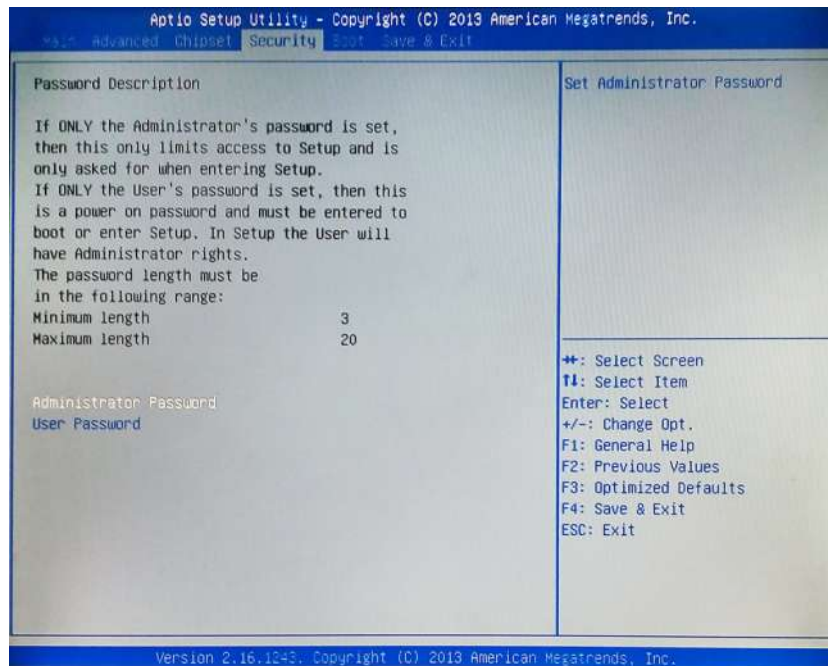 Aptio Setup Utility - Copyright (C) 2013 American Megatrends, Inc.
Main Advanced Chipset Security Boot Save & Exit
Password Description
If ONLY the Administrator's password is set,
then this only limits access to Setup and is
only asked for when entering Setup.
If ONLY the User's password is set, then this
is a power on password and must be entered to
boot or enter Setup. In Setup the User will
have Administrator rights.
The password length must be
in the following range:
Minimum length 3
Maximum length 20
Administrator Password
User Password
Set Administrator Password
→←: Select Screen
↑↓: Select Item
Enter: Select
+/-: Change Opt.
F1: General Help
F2: Previous Values
F3: Optimized Defaults
F4: Save & Exit
ESC: Exit
Version 2.16.1243. Copyright (C) 2013 American Megatrends, Inc.